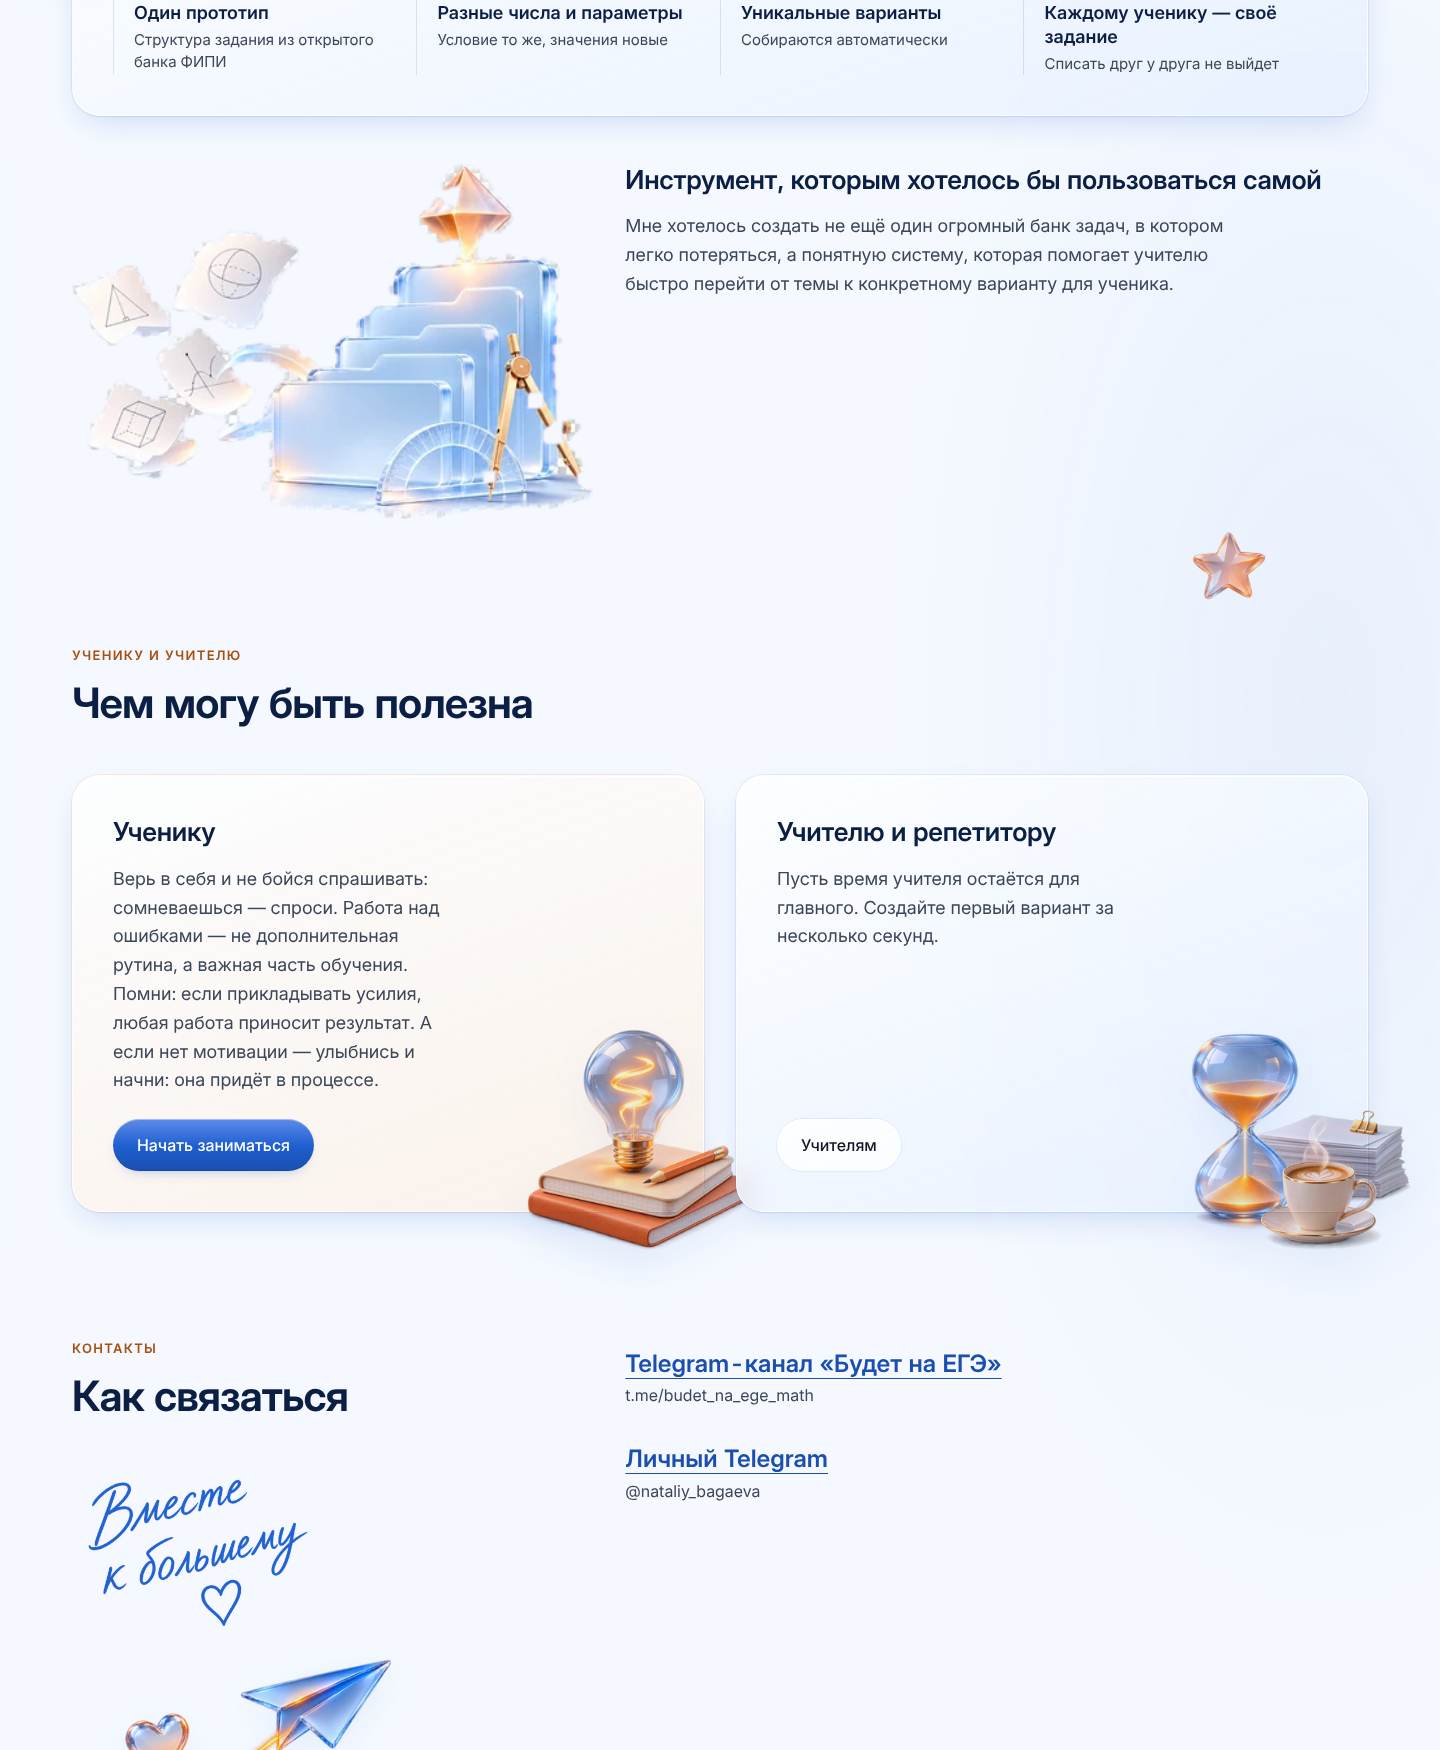 Один прототип
Структура задания из открытого
банка ФИПИ
Разные числа и параметры
Условие то же, значения новые
Уникальные варианты
Собираются автоматически
Каждому ученику — своё
задание
Списать друг у друга не выйдет
Инструмент, которым хотелось бы пользоваться самой
Мне хотелось создать не ещё один огромный банк задач, в котором
легко потеряться, а понятную систему, которая помогает учителю
быстро перейти от темы к конкретному варианту для ученика.
УЧЕНИКУ И УЧИТЕЛЮ
Чем могу быть полезна
Ученику
Верь в себя и не бойся спрашивать:
сомневаешься — спроси. Работа над
ошибками — не дополнительная
рутина, а важная часть обучения.
Помни: если прикладывать усилия,
любая работа приносит результат. А
если нет мотивации — улыбнись и
начни: она придёт в процессе.
Начать заниматься
Учителю и репетитору
Пусть время учителя остаётся для
главного. Создайте первый вариант за
несколько секунд.
Учителям
КОНТАКТЫ
Как связаться
Вместе
к большему
Telegram-канал «Будет на ЕГЭ»
t.me/budet_na_ege_math
Личный Telegram
@nataliy_bagaeva